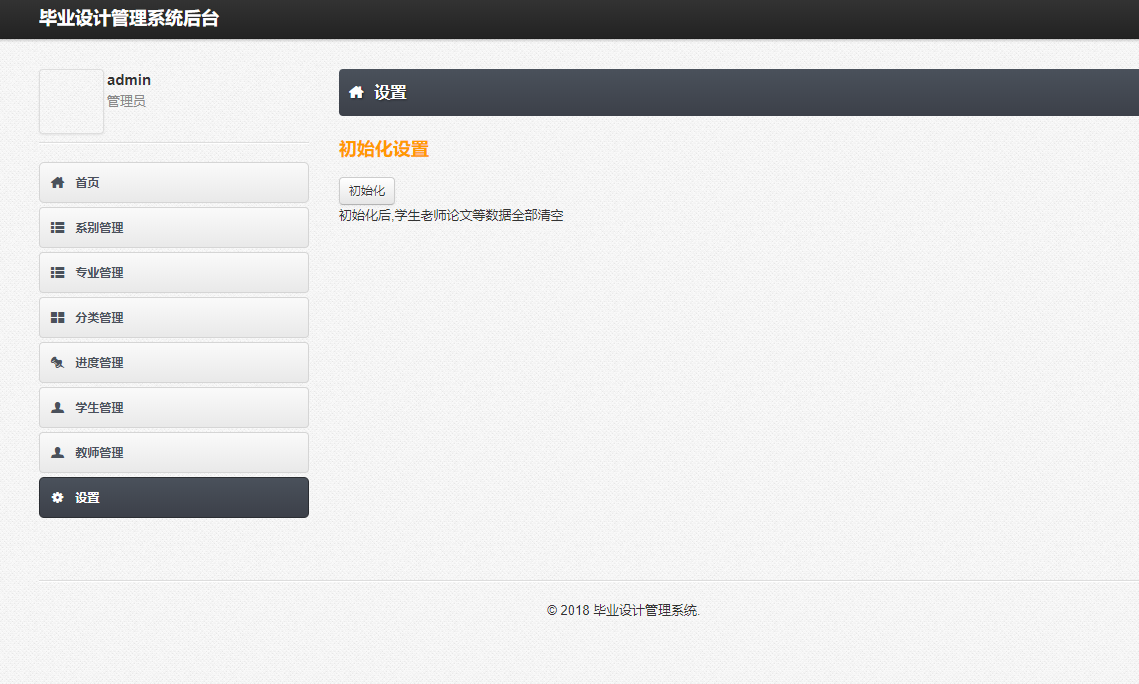 毕业设计管理系统后台
admin
管理员
首页
系别管理
专业管理
分类管理
进度管理
学生管理
教师管理
设置
设置
初始化设置
初始化
初始化后,学生老师论文等数据全部清空
© 2018 毕业设计管理系统.